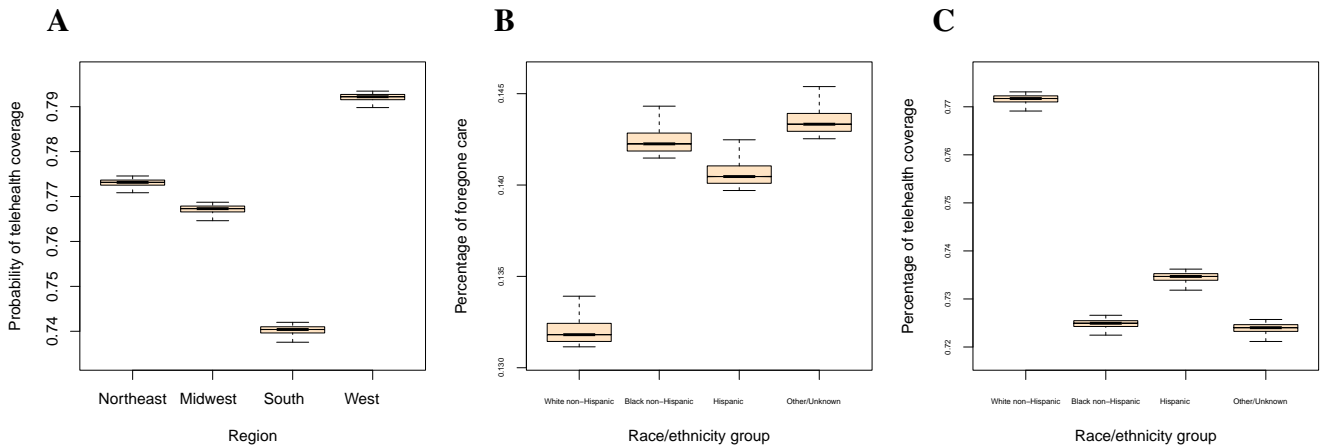 A
Probability of telehealth coverage
0.79
0.78
0.77
0.76
0.75
0.74
Northeast Midwest South West
Region
B
Percentage of foregone care
0.145
0.140
0.135
0.130
White non−Hispanic Black non−Hispanic Hispanic Other/Unknown
Race/ethnicity group
C
Percentage of telehealth coverage
0.77
0.76
0.75
0.74
0.73
0.72
White non−Hispanic Black non−Hispanic Hispanic Other/Unknown
Race/ethnicity group